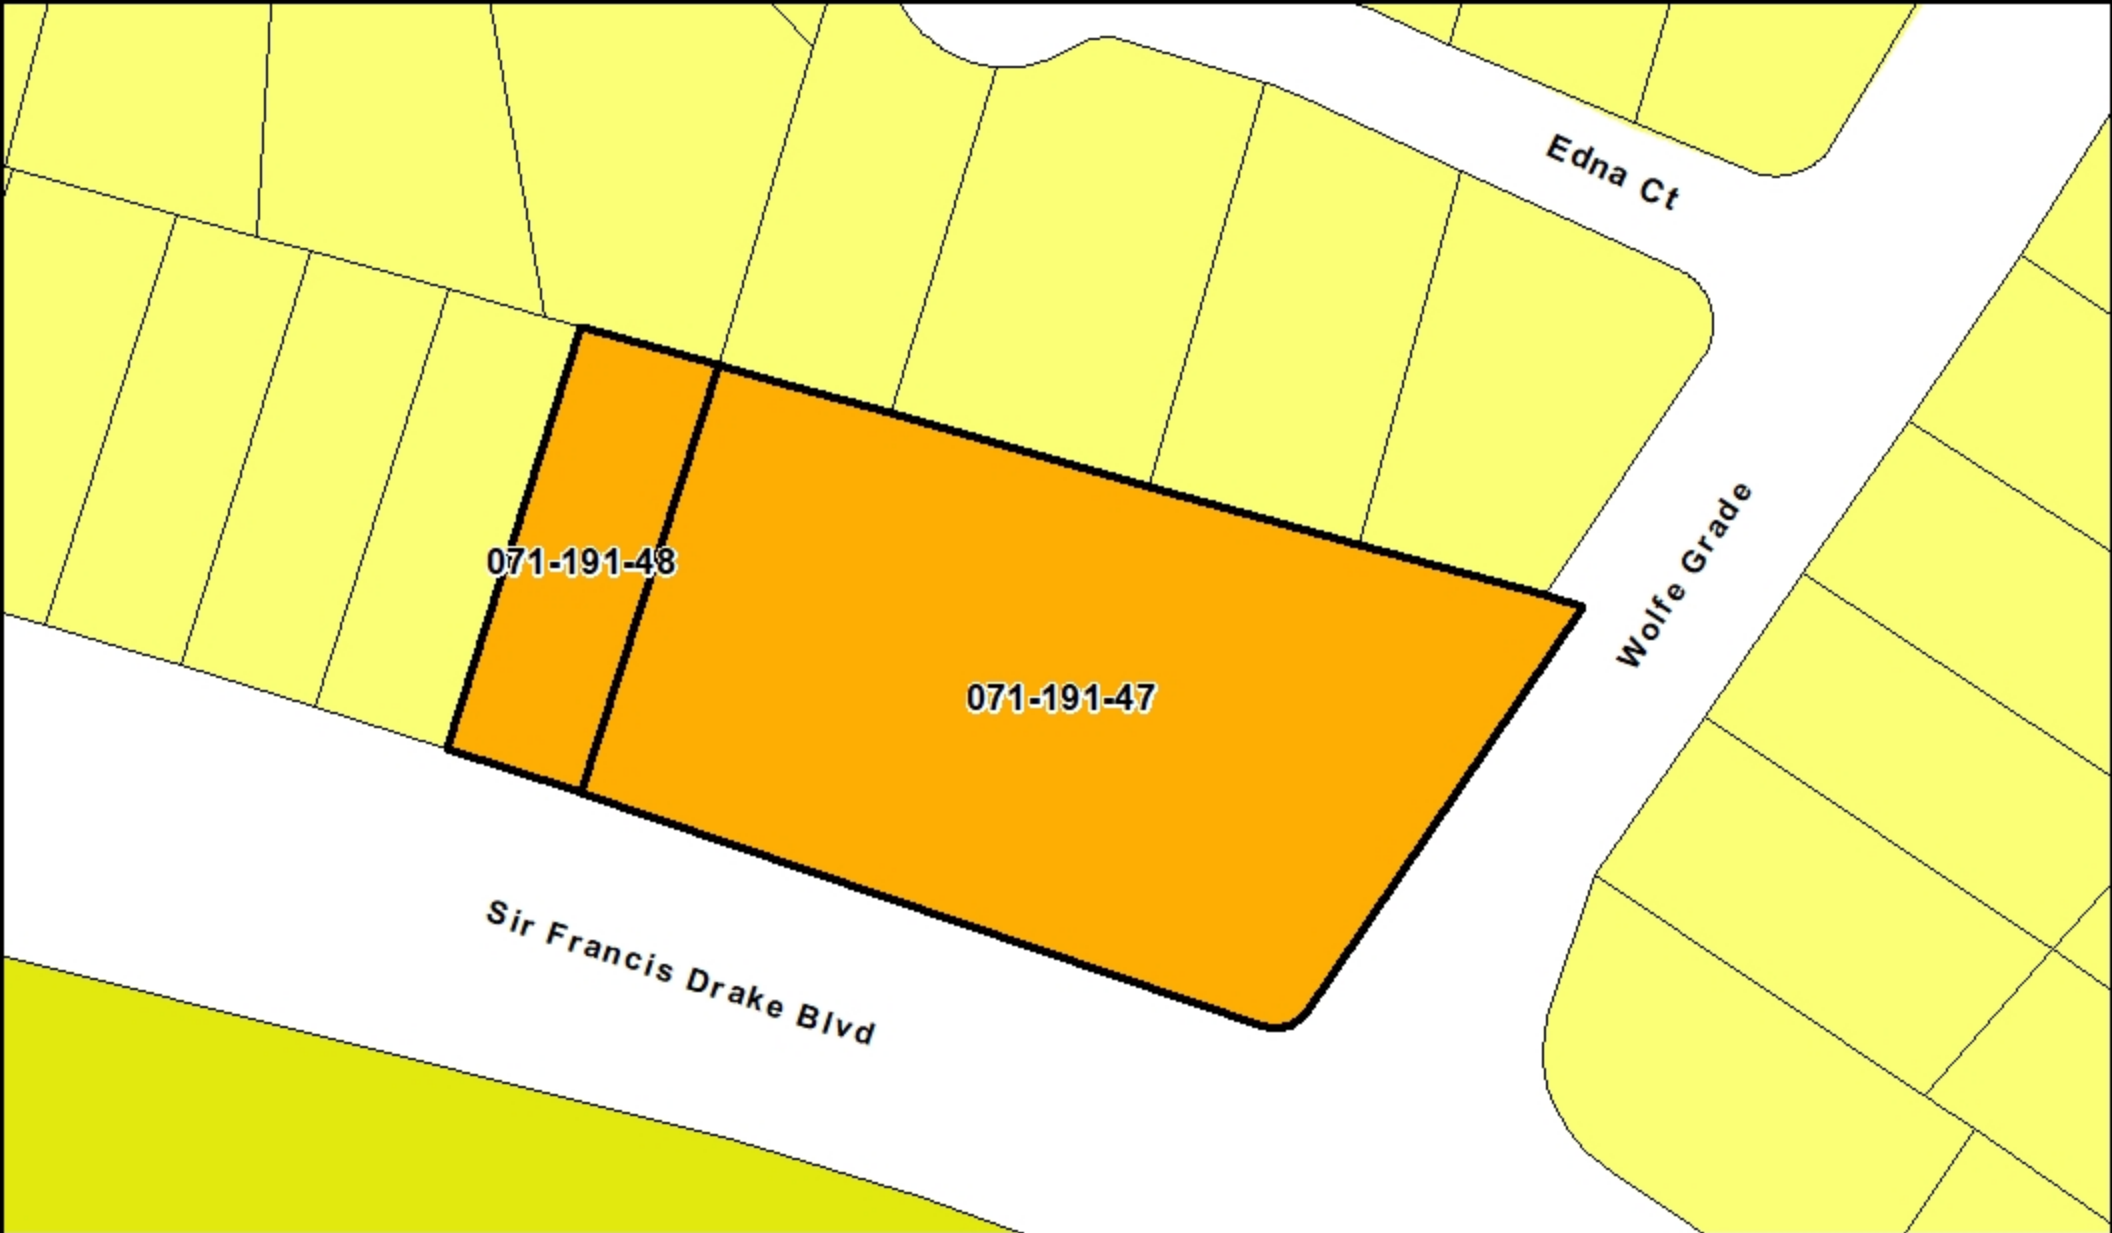 Edna Ct
Wolfe Grade
071-191-48
071-191-47
Sir Francis Drake Blvd